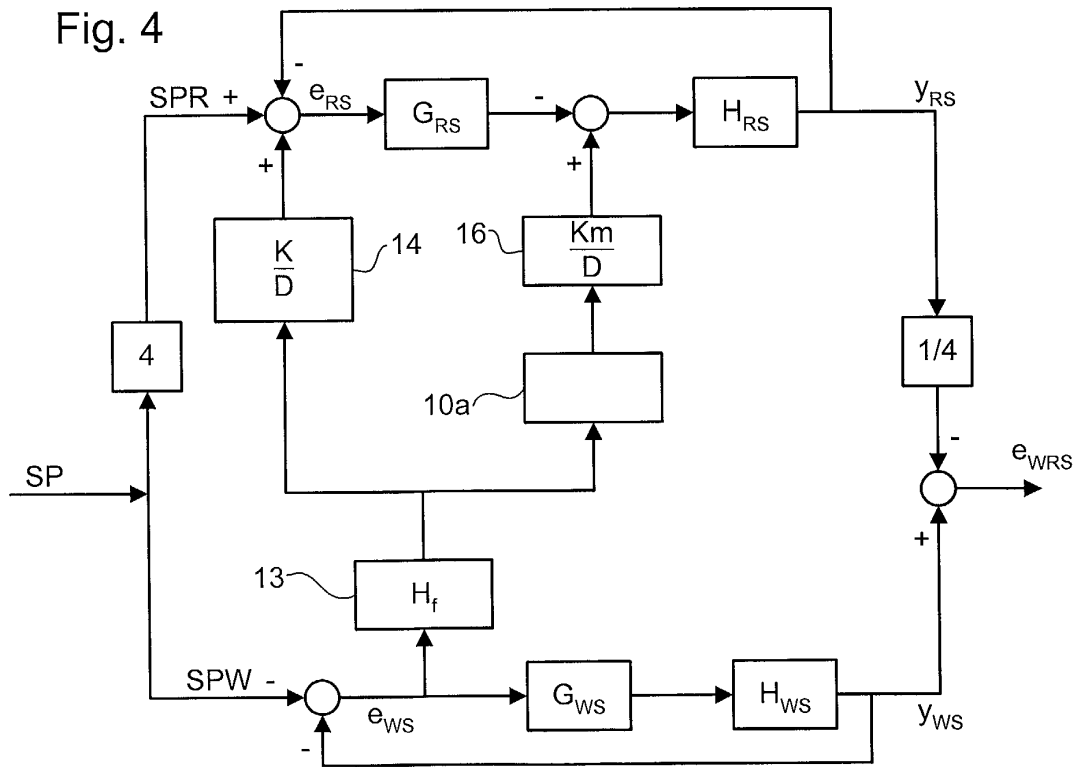 Fig. 4
-
SPR +
e_RS
G_RS
-
H_RS
y_RS
+
+
K
D
14
16
Km
D
4
10a
1/4
-
SP
e_WRS
+
13
H_f
SPW -
e_WS
G_WS
H_WS
y_WS
-